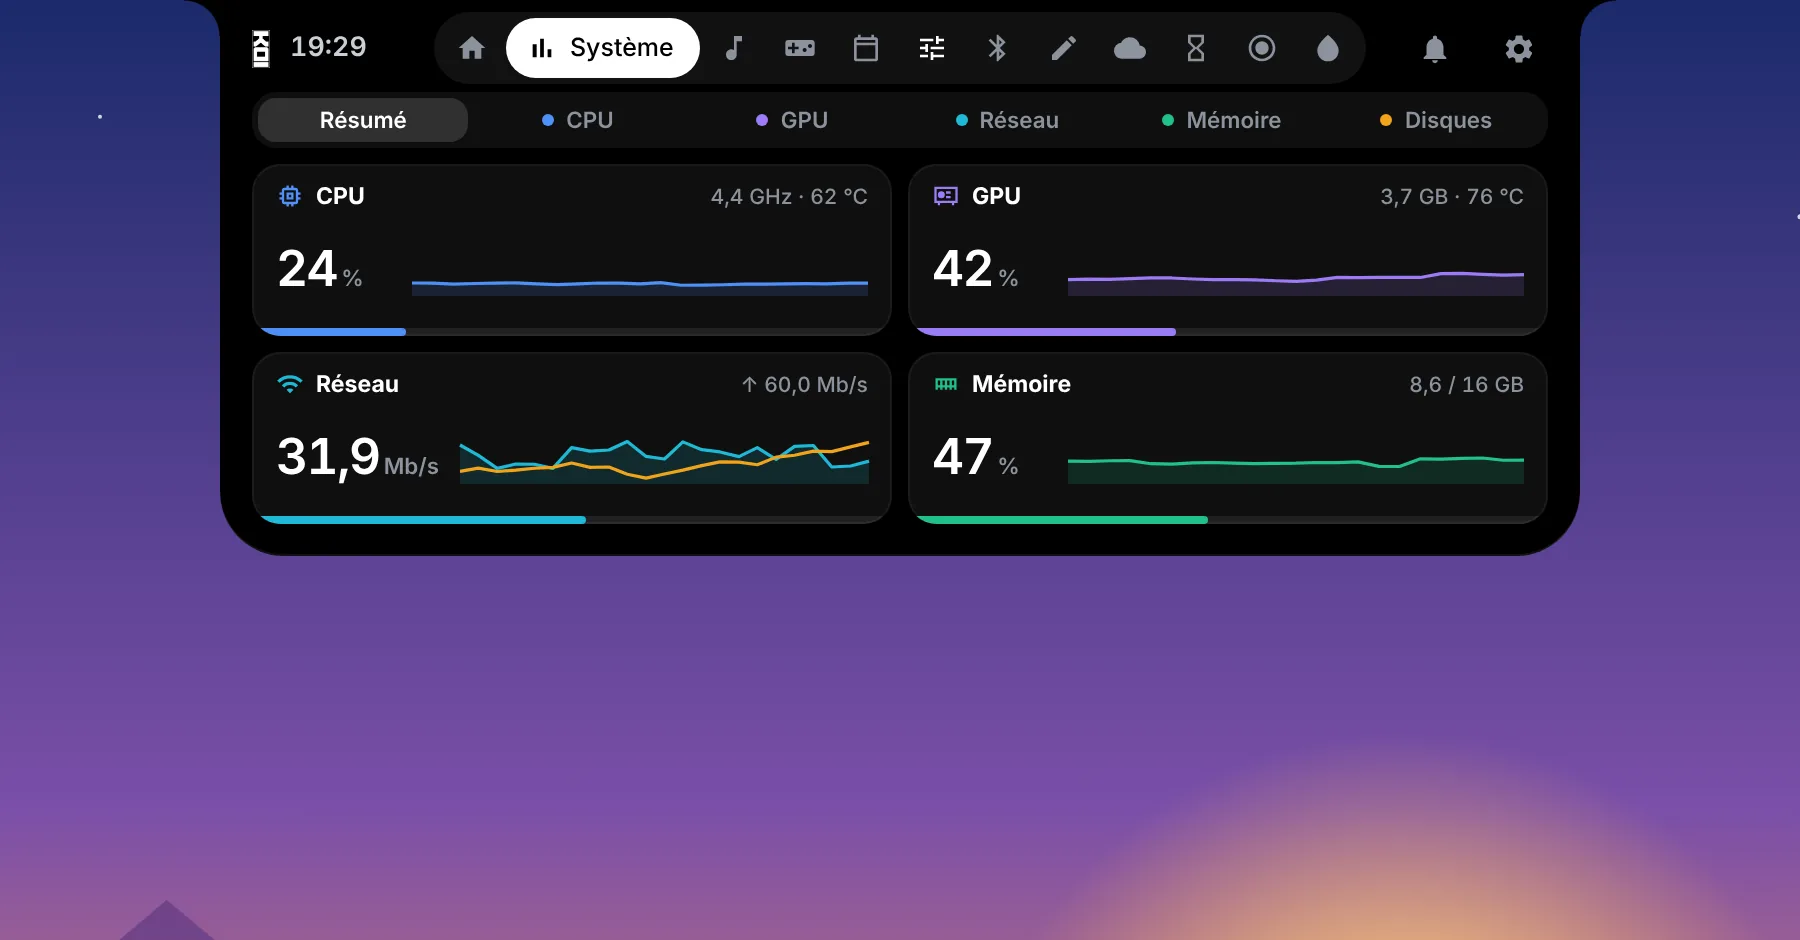 19:29 Système
Résumé CPU GPU Réseau Mémoire Disques
CPU 4,4 GHz · 62 °C
24 %
GPU 3,7 GB · 76 °C
42 %
Réseau ↑ 60,0 Mb/s
31,9 Mb/s
Mémoire 8,6 / 16 GB
47 %